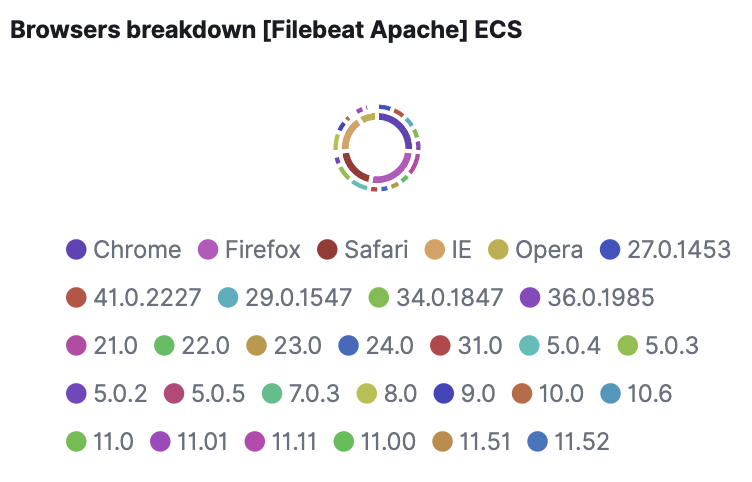 Browsers breakdown [Filebeat Apache] ECS
Chrome Firefox Safari IE Opera 27.0.1453
41.0.2227 29.0.1547 34.0.1847 36.0.1985
21.0 22.0 23.0 24.0 31.0 5.0.4 5.0.3
5.0.2 5.0.5 7.0.3 8.0 9.0 10.0 10.6
11.0 11.01 11.11 11.00 11.51 11.52